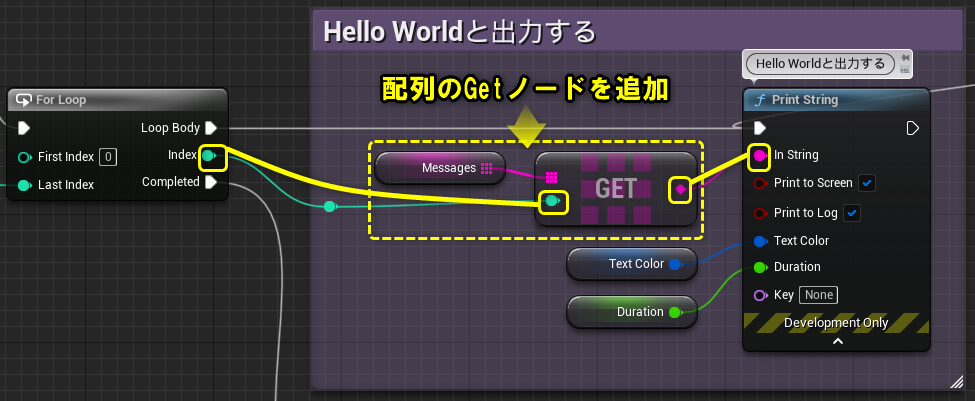 Hello Worldと出力する
配列のGetノードを追加
Hello Worldと出力する
For Loop
Loop Body
First Index 0
Index
Last Index
Completed
Messages
GET
Text Color
Duration
Print String
In String
Print to Screen
Print to Log
Text Color
Duration
Key None
Development Only